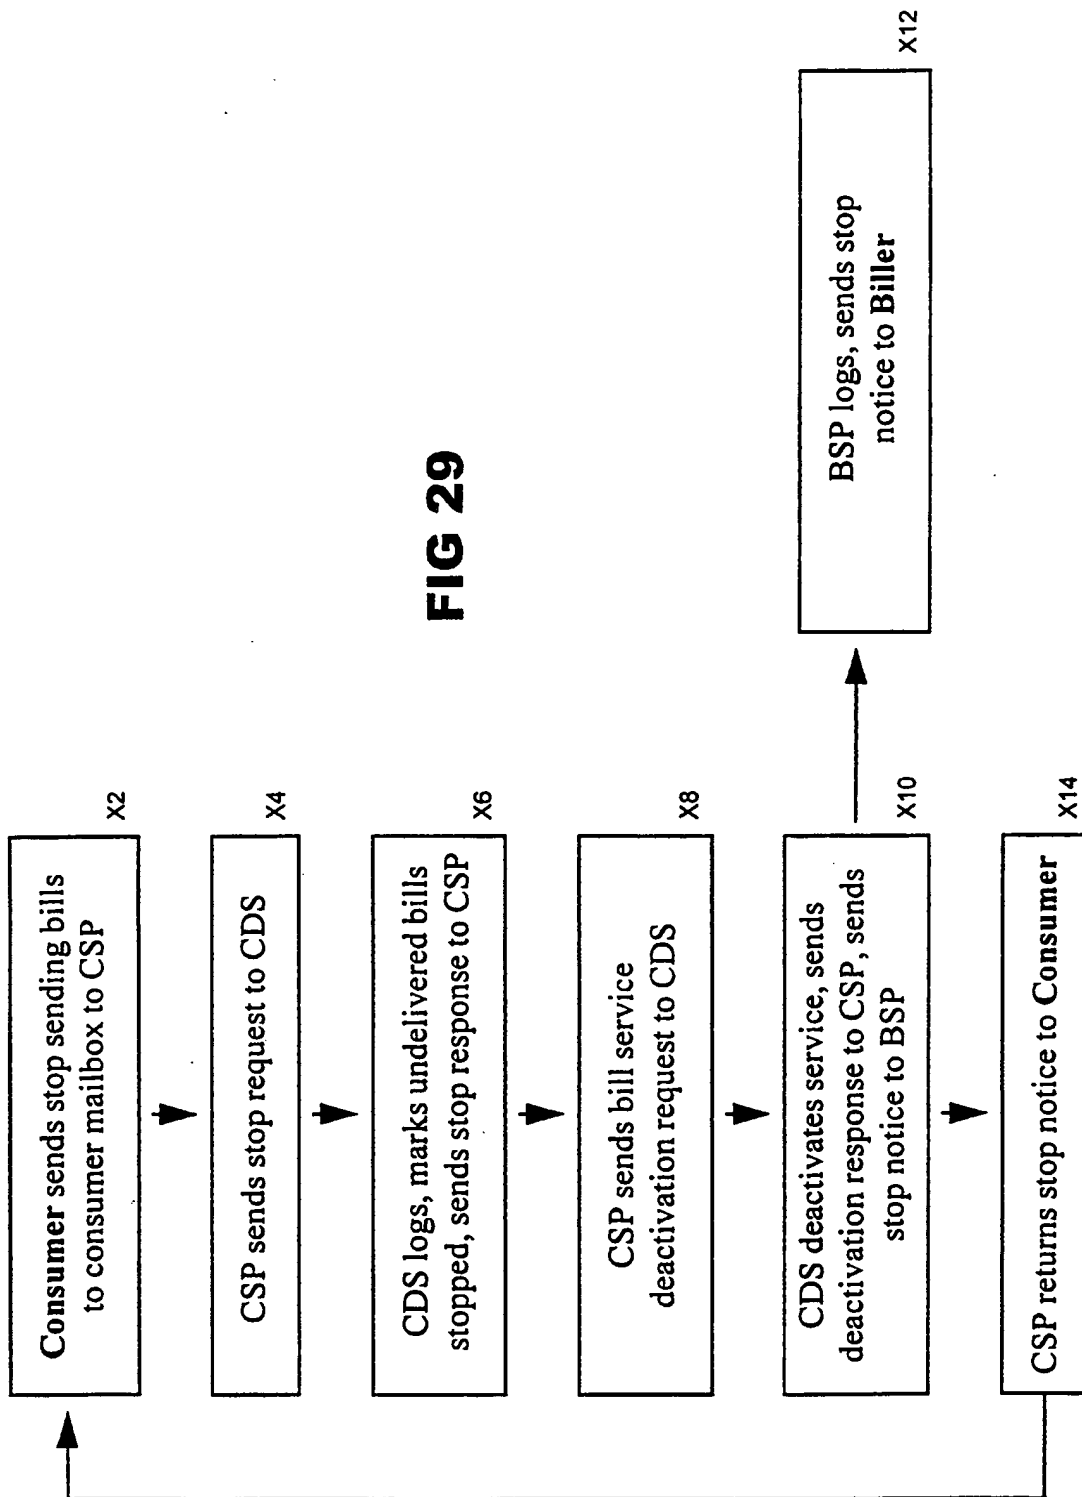 Consumer sends stop sending bills
to consumer mailbox to CSP
X2
CSP sends stop request to CDS
X4
CDS logs, marks undelivered bills
stopped, sends stop response to CSP
X6
CSP sends bill service
deactivation request to CDS
X8
CDS deactivates service, sends
deactivation response to CSP, sends
stop notice to BSP
X10
BSP logs, sends stop
notice to Biller
X12
CSP returns stop notice to Consumer
X14
FIG 29